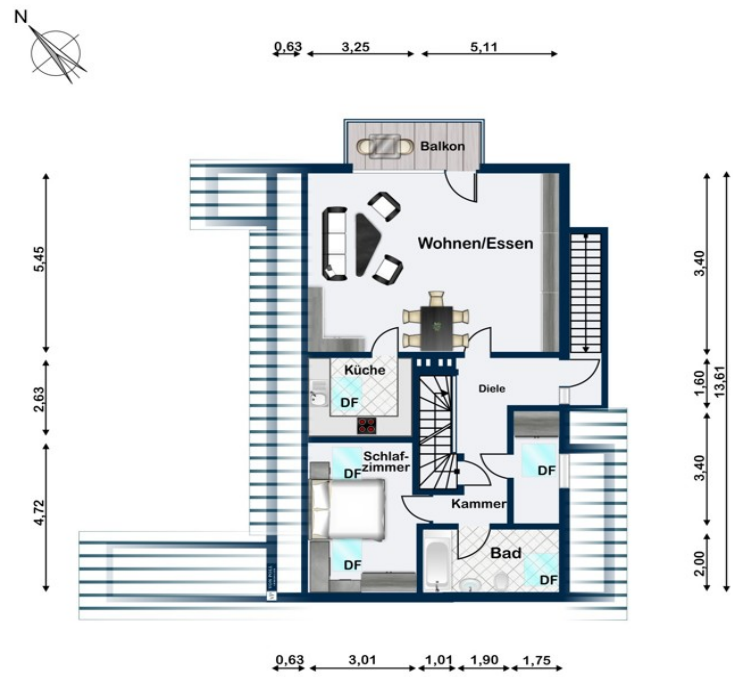 N
0,63 3,25 5,11
Balkon
Wohnen/Essen
5,45
3,40
Küche
DF
Diele
2,63
1,60
13,61
Schlaf-
zimmer
DF
DF
Kammer
4,72
3,40
Bad
DF
DF
2,00
0,63 3,01 1,01 1,90 1,75